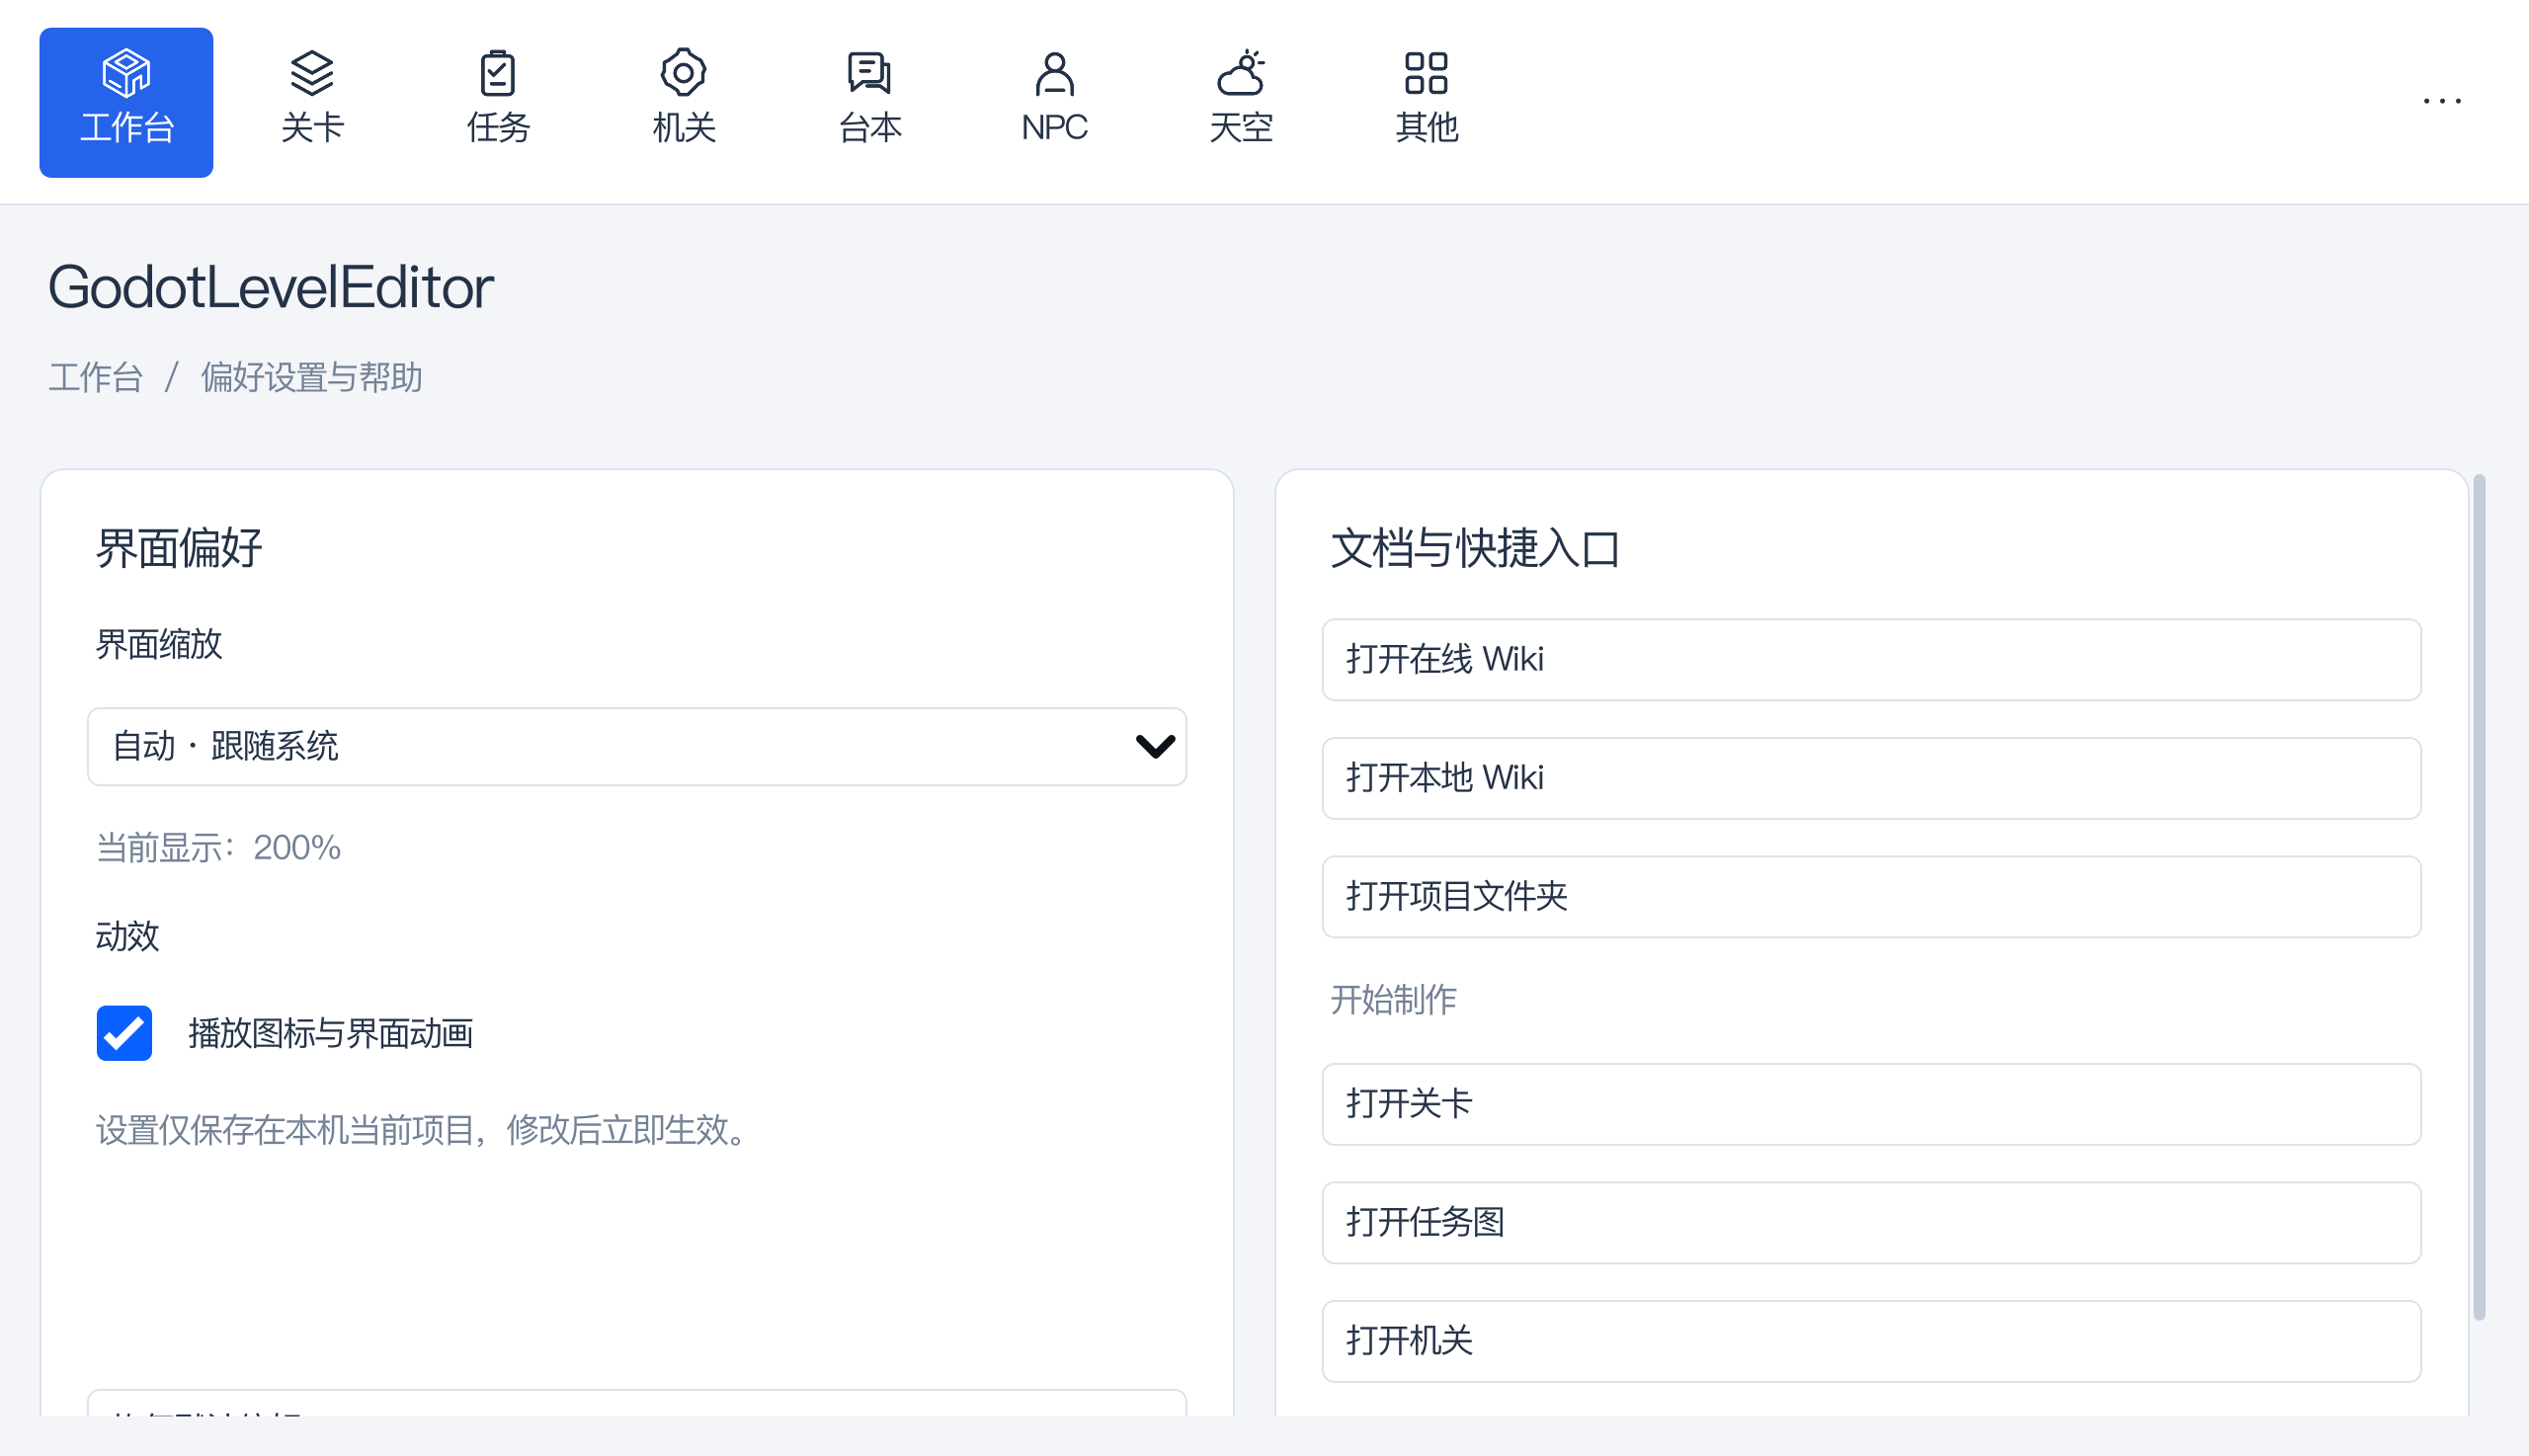 工作台
关卡
任务
机关
台本
NPC
天空
其他
GodotLevelEditor
工作台 / 偏好设置与帮助
界面偏好
界面缩放
自动 · 跟随系统
当前显示：200%
动效
播放图标与界面动画
设置仅保存在本机当前项目，修改后立即生效。
文档与快捷入口
打开在线 Wiki
打开本地 Wiki
打开项目文件夹
开始制作
打开关卡
打开任务图
打开机关